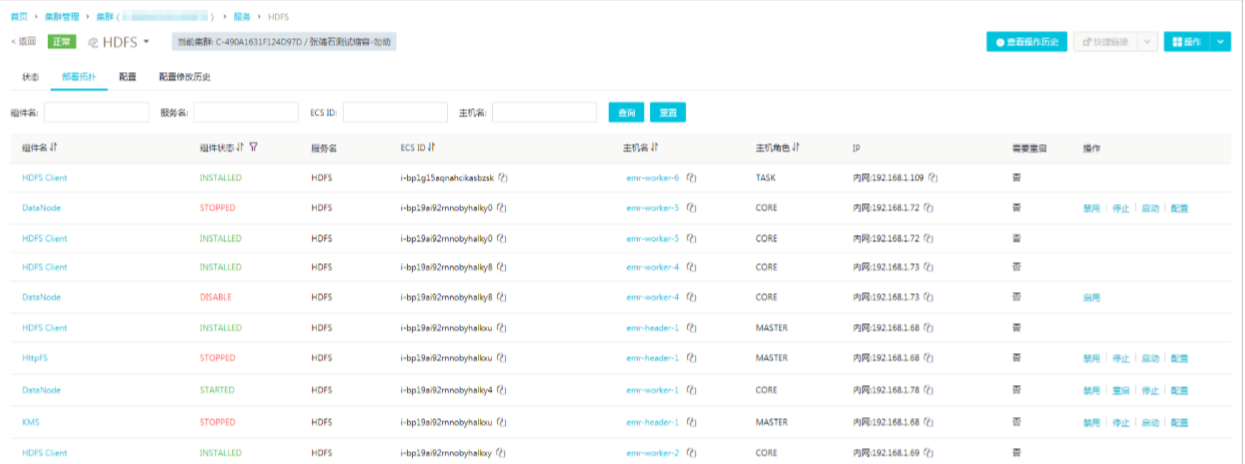 首页 > 集群管理 > 集群 ( ) > 服务 > HDFS
< 返回 正常 HDFS 当前集群: C-490A1631F124D97D / 张靖石测试缩容-勿动 查看操作历史 快捷链接 操作
状态 部署拓扑 配置 配置修改历史
组件名: 服务名: ECS ID: 主机名: 查询 重置
组件名 组件状态 服务名 ECS ID 主机名 主机角色 IP 需要重启 操作
HDFS Client INSTALLED HDFS i-bp1g15aqnahcikasbzsk emr-worker-6 TASK 内网:192.168.1.109 否
DataNode STOPPED HDFS i-bp19ai92rnnobyhalky0 emr-worker-5 CORE 内网:192.168.1.72 否 禁用 | 停止 | 启动 | 配置
HDFS Client INSTALLED HDFS i-bp19ai92rnnobyhalky0 emr-worker-5 CORE 内网:192.168.1.72 否
HDFS Client INSTALLED HDFS i-bp19ai92rnnobyhalky8 emr-worker-4 CORE 内网:192.168.1.73 否
DataNode DISABLE HDFS i-bp19ai92rnnobyhalky8 emr-worker-4 CORE 内网:192.168.1.73 否 启用
HDFS Client INSTALLED HDFS i-bp19ai92rnnobyhalkxu emr-header-1 MASTER 内网:192.168.1.68 否
HttpFS STOPPED HDFS i-bp19ai92rnnobyhalkxu emr-header-1 MASTER 内网:192.168.1.68 否 禁用 | 停止 | 启动 | 配置
DataNode STARTED HDFS i-bp19ai92rnnobyhalky4 emr-worker-1 CORE 内网:192.168.1.78 否 禁用 | 重启 | 停止 | 配置
KMS STOPPED HDFS i-bp19ai92rnnobyhalkxu emr-header-1 MASTER 内网:192.168.1.68 否 禁用 | 停止 | 启动 | 配置
HDFS Client INSTALLED HDFS i-bp19ai92rnnobyhalkxy emr-worker-2 CORE 内网:192.168.1.69 否